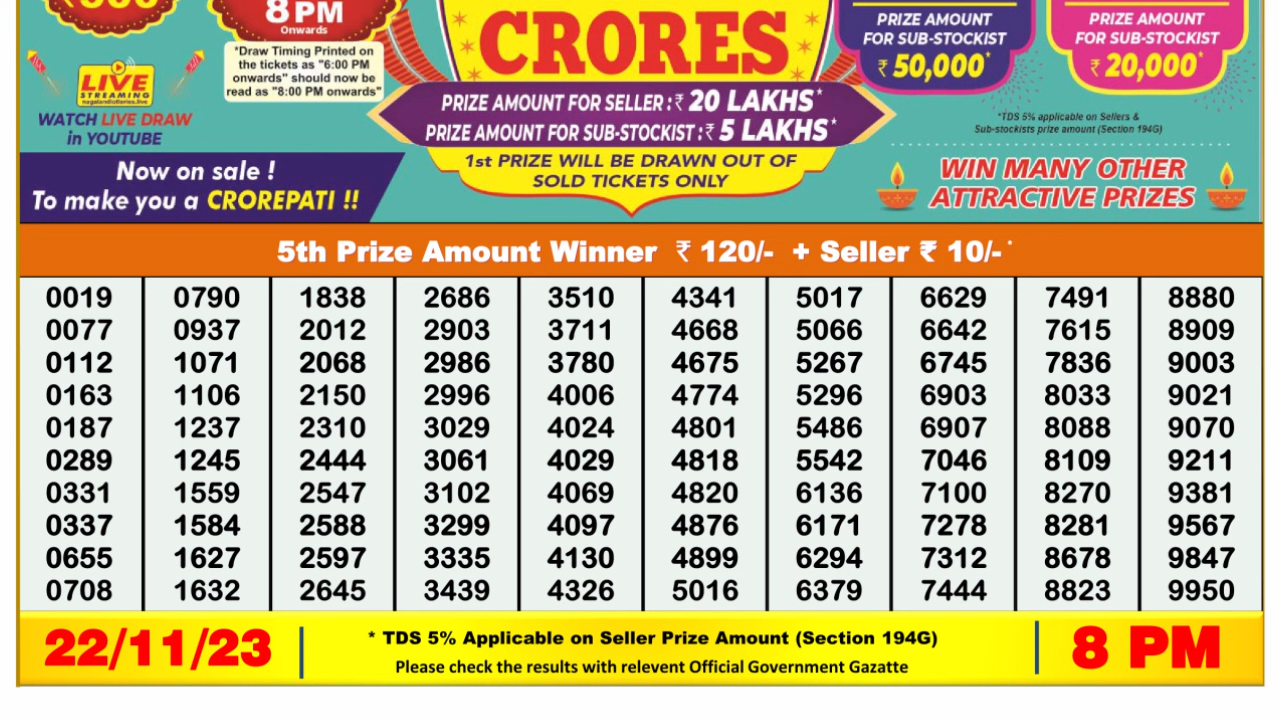 8 PM
Onwards
*Draw Timing Printed on
the tickets as "6:00 PM
onwards" should now be
read as "8:00 PM onwards"
LIVE
STREAMING
nagalandlotteries.live
WATCH LIVE DRAW
in YOUTUBE
CRORES
PRIZE AMOUNT FOR SELLER :₹ 20 LAKHS*
PRIZE AMOUNT FOR SUB-STOCKIST :₹ 5 LAKHS*
1st PRIZE WILL BE DRAWN OUT OF
SOLD TICKETS ONLY
PRIZE AMOUNT
FOR SUB-STOCKIST
₹ 50,000*
PRIZE AMOUNT
FOR SUB-STOCKIST
₹ 20,000*
*TDS 5% applicable on Sellers &
Sub-stockists prize amount (Section 194G)
Now on sale !
To make you a CROREPATI !!
WIN MANY OTHER
ATTRACTIVE PRIZES
5th Prize Amount Winner ₹ 120/- + Seller ₹ 10/-*
0019 0790 1838 2686 3510 4341 5017 6629 7491 8880
0077 0937 2012 2903 3711 4668 5066 6642 7615 8909
0112 1071 2068 2986 3780 4675 5267 6745 7836 9003
0163 1106 2150 2996 4006 4774 5296 6903 8033 9021
0187 1237 2310 3029 4024 4801 5486 6907 8088 9070
0289 1245 2444 3061 4029 4818 5542 7046 8109 9211
0331 1559 2547 3102 4069 4820 6136 7100 8270 9381
0337 1584 2588 3299 4097 4876 6171 7278 8281 9567
0655 1627 2597 3335 4130 4899 6294 7312 8678 9847
0708 1632 2645 3439 4326 5016 6379 7444 8823 9950
22/11/23
* TDS 5% Applicable on Seller Prize Amount (Section 194G)
Please check the results with relevent Official Government Gazatte
8 PM